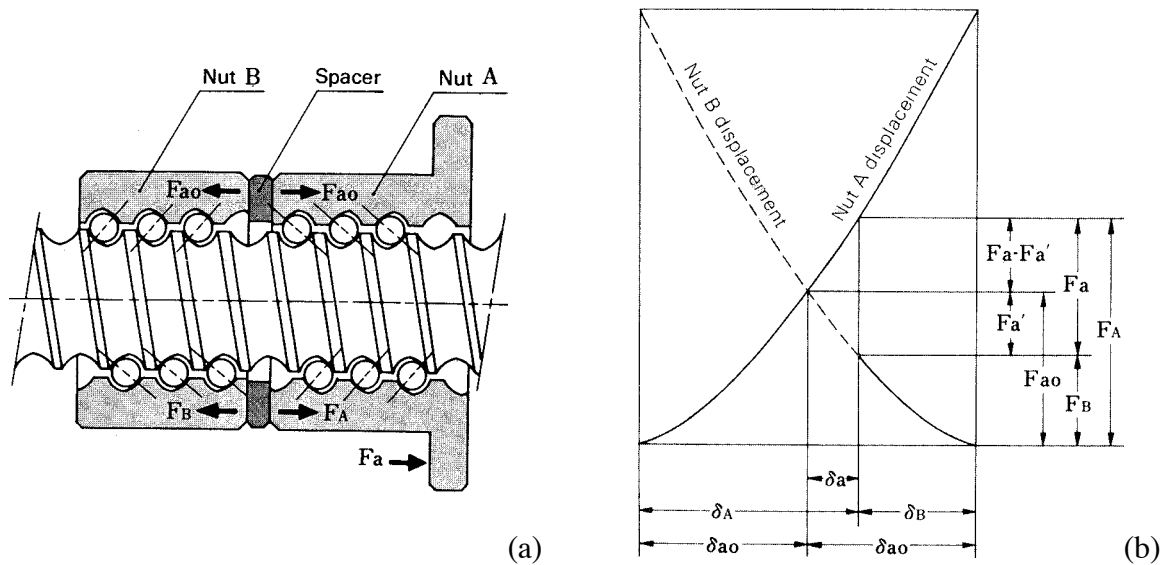 Nut B
Spacer
Nut A
Fao
Fao
FB
FA
Fa
(a)
Nut B displacement
Nut A displacement
Fa-Fa′
Fa′
Fa
Fao
FA
FB
δa
δA
δB
δao
δao
(b)